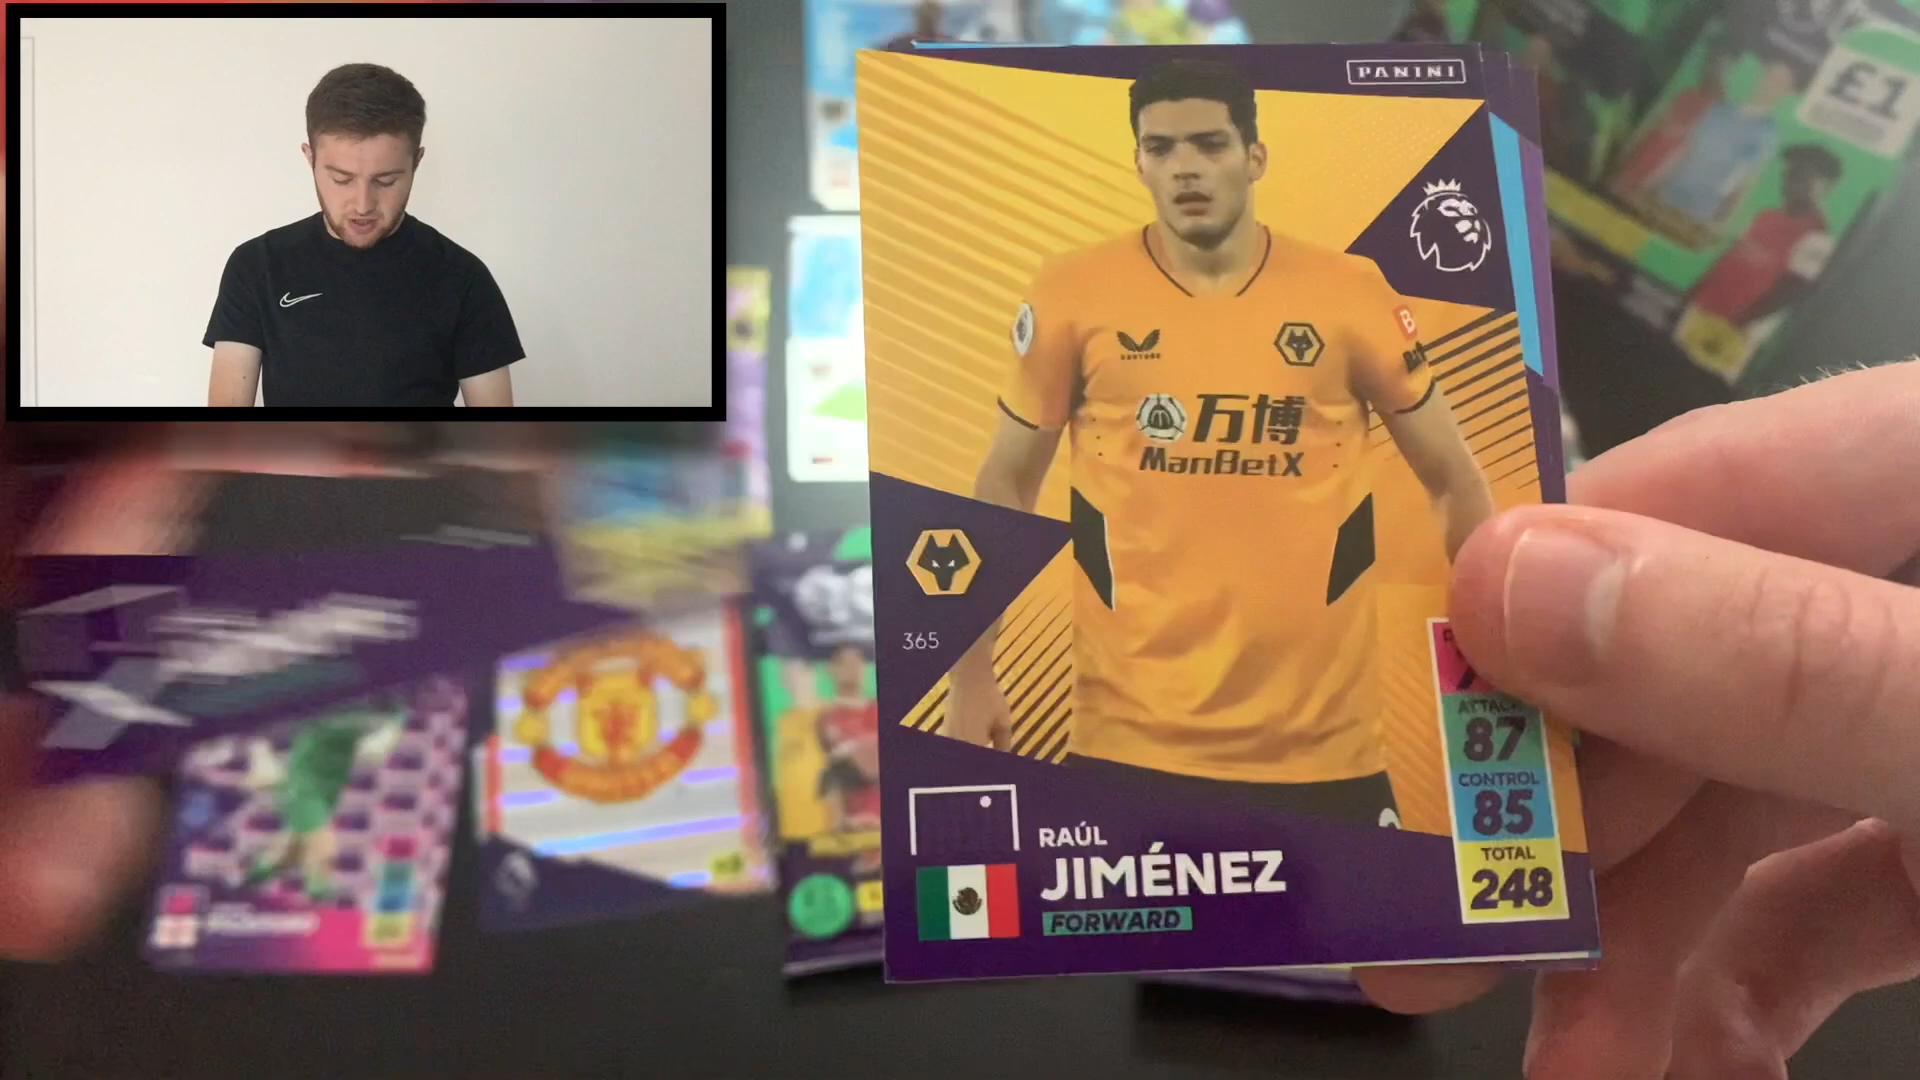 PANINI
£1
万博
ManBetX
365
ATTACK
87
CONTROL
85
TOTAL
248
RAÚL
JIMÉNEZ
FORWARD